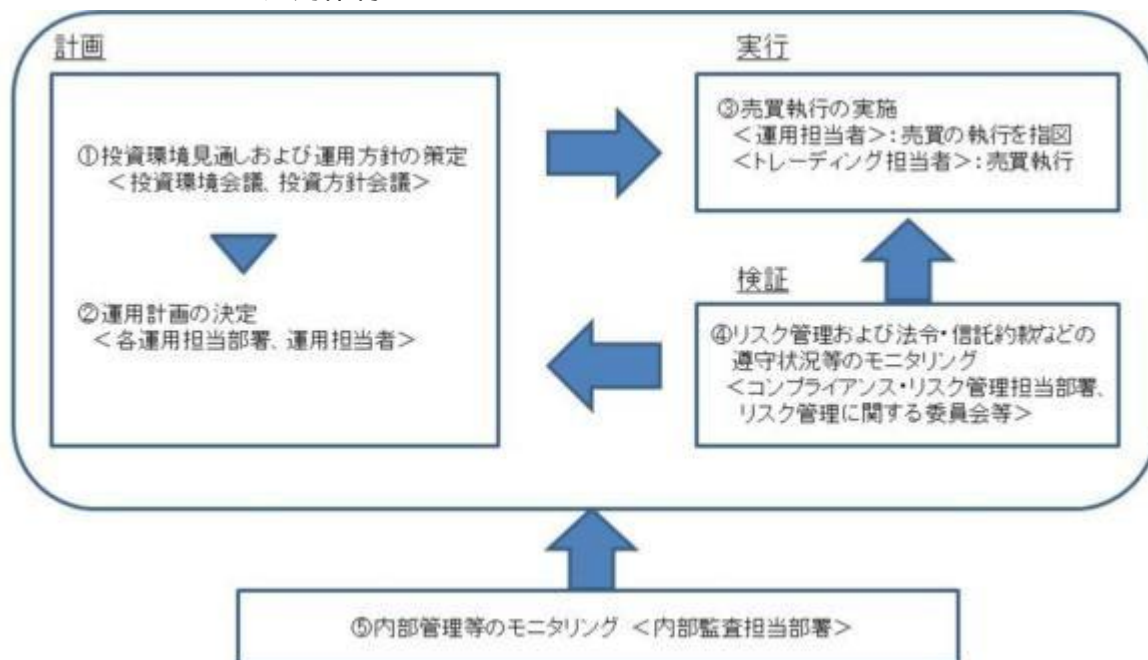 計画
①投資環境見通しおよび運用方針の策定
＜投資環境会議、投資方針会議＞
②運用計画の決定
＜各運用担当部署、運用担当者＞
実行
③売買執行の実施
＜運用担当者＞：売買の執行を指図
＜トレーディング担当者＞：売買執行
検証
④リスク管理および法令・信託約款などの
遵守状況等のモニタリング
＜コンプライアンス・リスク管理担当部署、
リスク管理に関する委員会等＞
⑤内部管理等のモニタリング ＜内部監査担当部署＞